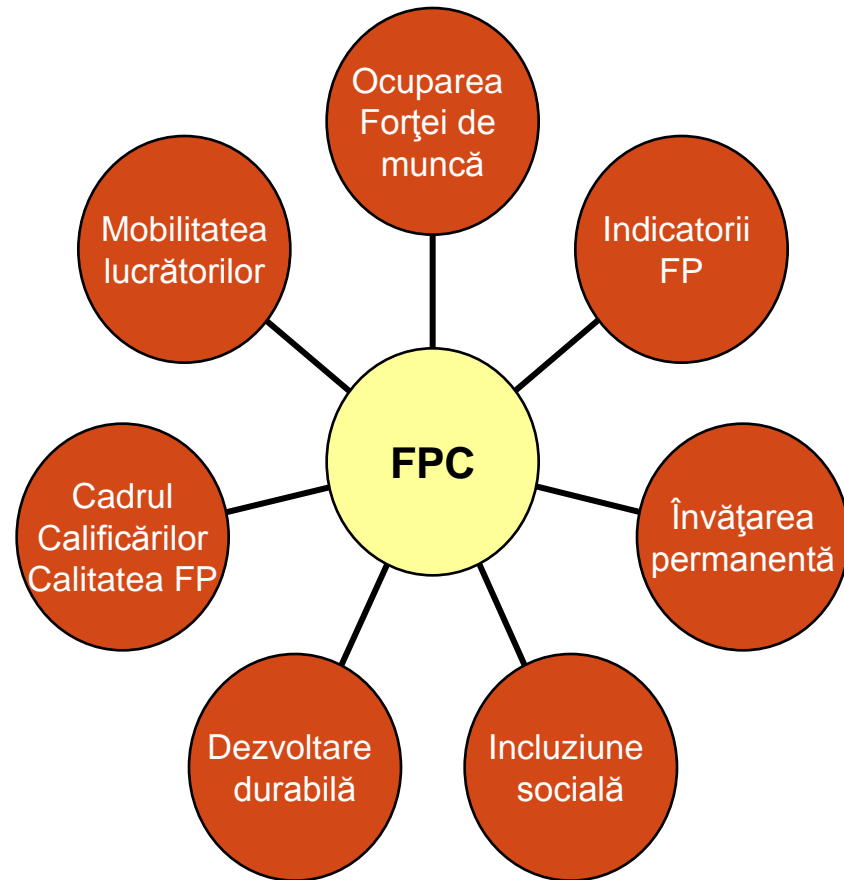 Ocuparea
Forţei de
muncă
Mobilitatea
lucrătorilor
Indicatorii
FP
FPC
Cadrul
Calificărilor
Calitatea FP
Învăţarea
permanentă
Dezvoltare
durabilă
Incluziune
socială